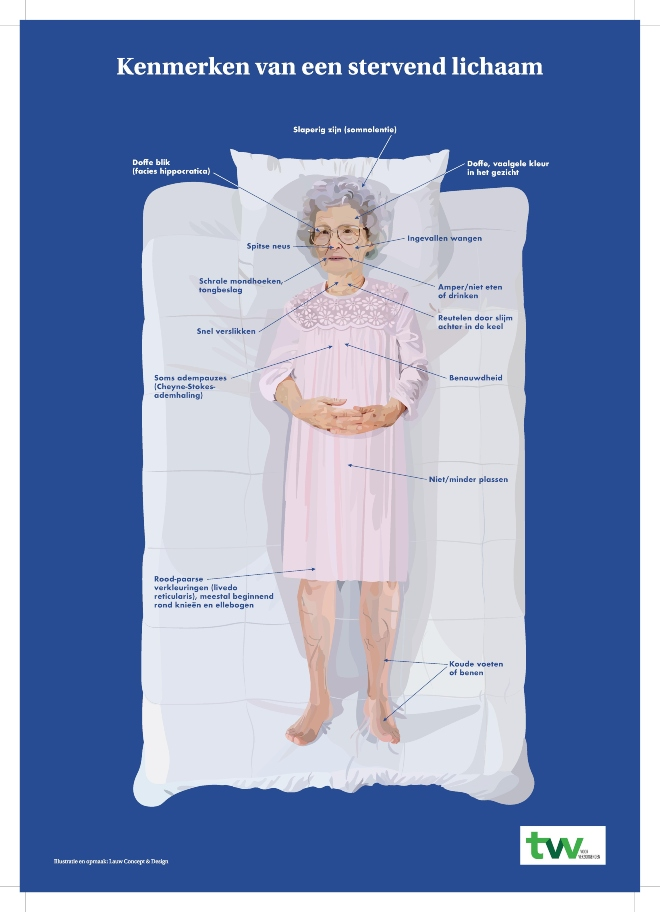 Kenmerken van een stervend lichaam
Slaperig zijn (somnolentie)
Doffe blik
(facies hippocratica)
Doffe, vaalgele kleur
in het gezicht
Spitse neus
Ingevallen wangen
Schrale mondhoeken,
tongbeslag
Amper/niet eten
of drinken
Snel verslikken
Reutelen door slijm
achter in de keel
Soms adempauzes
(Cheyne-Stokes-
ademhaling)
Benauwdheid
Niet/minder plassen
Rood-paarse
verkleuringen (livedo
reticularis), meestal beginnend
rond knieën en ellebogen
Koude voeten
of benen
Illustratie en opmaak: Lauw Concept & Design
tvv